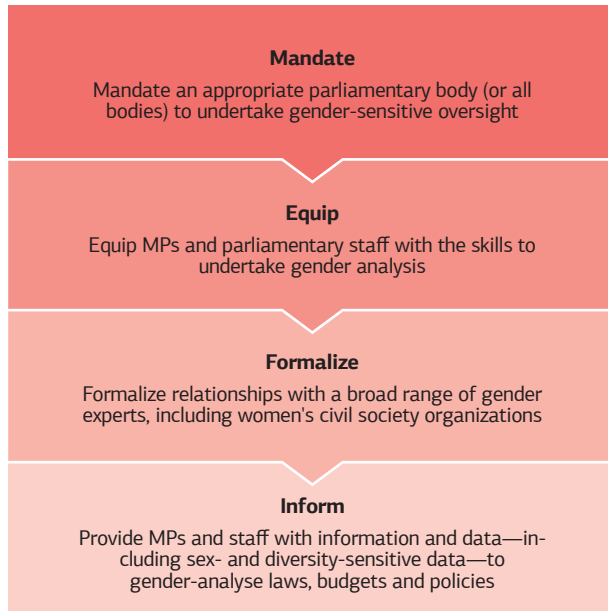 Mandate
Mandate an appropriate parliamentary body (or all
bodies) to undertake gender-sensitive oversight
Equip
Equip MPs and parliamentary staff with the skills to
undertake gender analysis
Formalize
Formalize relationships with a broad range of gender
experts, including women's civil society organizations
Inform
Provide MPs and staff with information and data—in-
cluding sex- and diversity-sensitive data—to
gender-analyse laws, budgets and policies